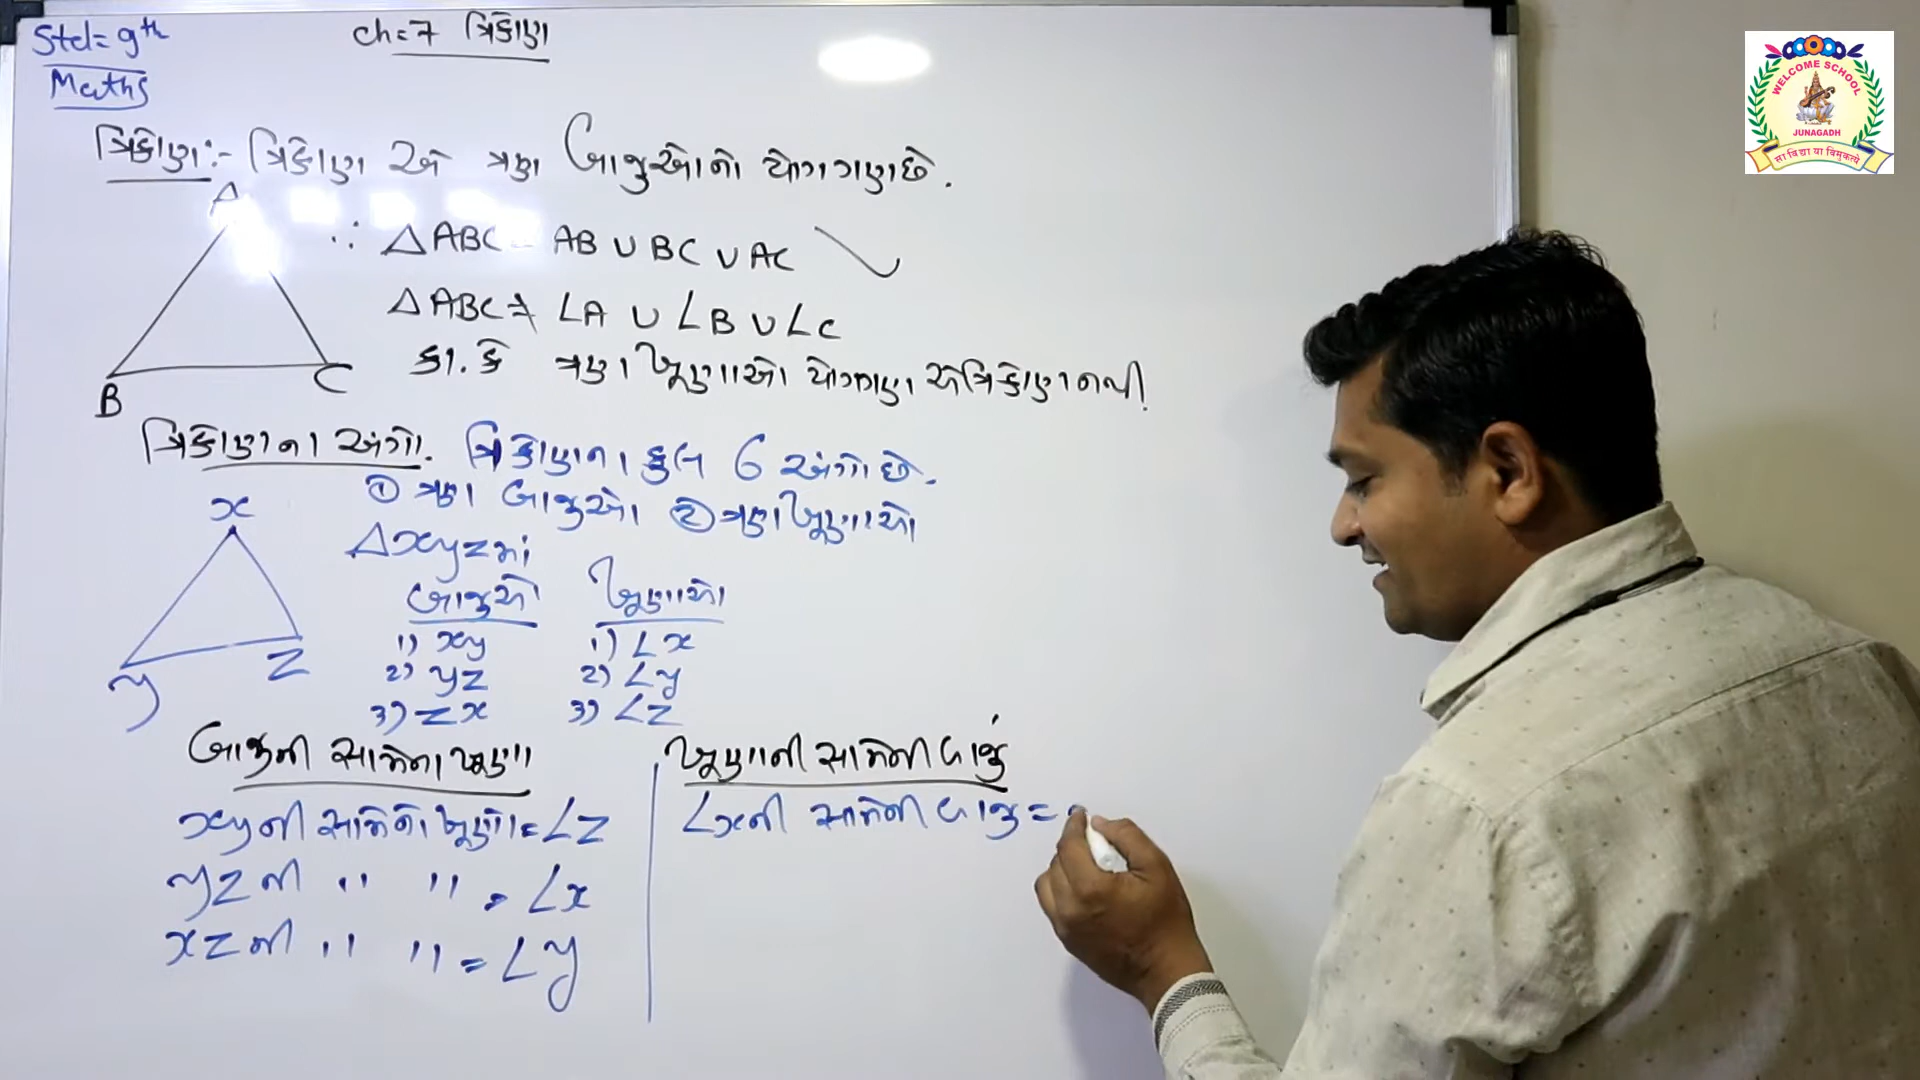 Std = 9th
Maths
ch = 7 ત્રિકોણ
WELCOME SCHOOL
JUNAGADH
सा विद्या या विमुक्तये
ત્રિકોણ :- ત્રિકોણ એ ત્રણ બાજુઓનો યોગગણ છે.
A
B
C
∴ △ABC = AB ∪ BC ∪ AC
△ABC ≠ ∠A ∪ ∠B ∪ ∠C
કા. કે ત્રણ ખૂણાઓ યોગગણ એ ત્રિકોણ નથી.
ત્રિકોણના અંગો. ત્રિકોણના કુલ 6 અંગો છે.
① ત્રણ બાજુઓ ② ત્રણ ખૂણાઓ
x
y
z
△xyz માં
બાજુઓ ખૂણાઓ
1) xy 1) ∠x
2) yz 2) ∠y
3) zx 3) ∠z
બાજુની સામેના ખૂણા
xy ની સામેનો ખૂણો = ∠z
yz ની '' '' = ∠x
xz ની '' '' = ∠y
ખૂણાની સામેની બાજું
∠x ની સામેની બાજુ =